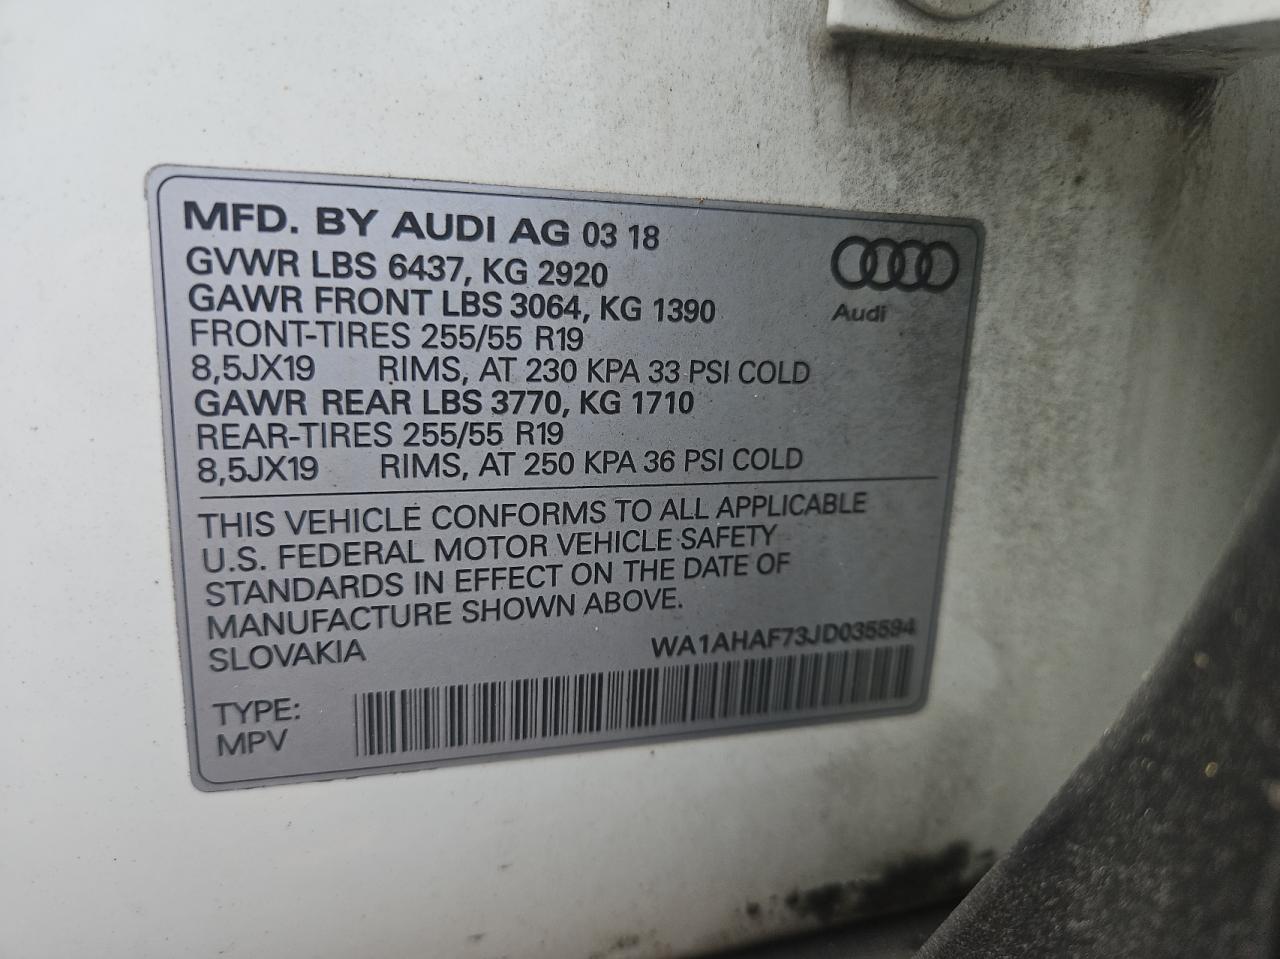 MFD. BY AUDI AG 03 18
GVWR LBS 6437, KG 2920
GAWR FRONT LBS 3064, KG 1390
FRONT-TIRES 255/55 R19
8,5JX19 RIMS, AT 230 KPA 33 PSI COLD
GAWR REAR LBS 3770, KG 1710
REAR-TIRES 255/55 R19
8,5JX19 RIMS, AT 250 KPA 36 PSI COLD
Audi
THIS VEHICLE CONFORMS TO ALL APPLICABLE
U.S. FEDERAL MOTOR VEHICLE SAFETY
STANDARDS IN EFFECT ON THE DATE OF
MANUFACTURE SHOWN ABOVE.
SLOVAKIA WA1AHAF73JD035594
TYPE:
MPV